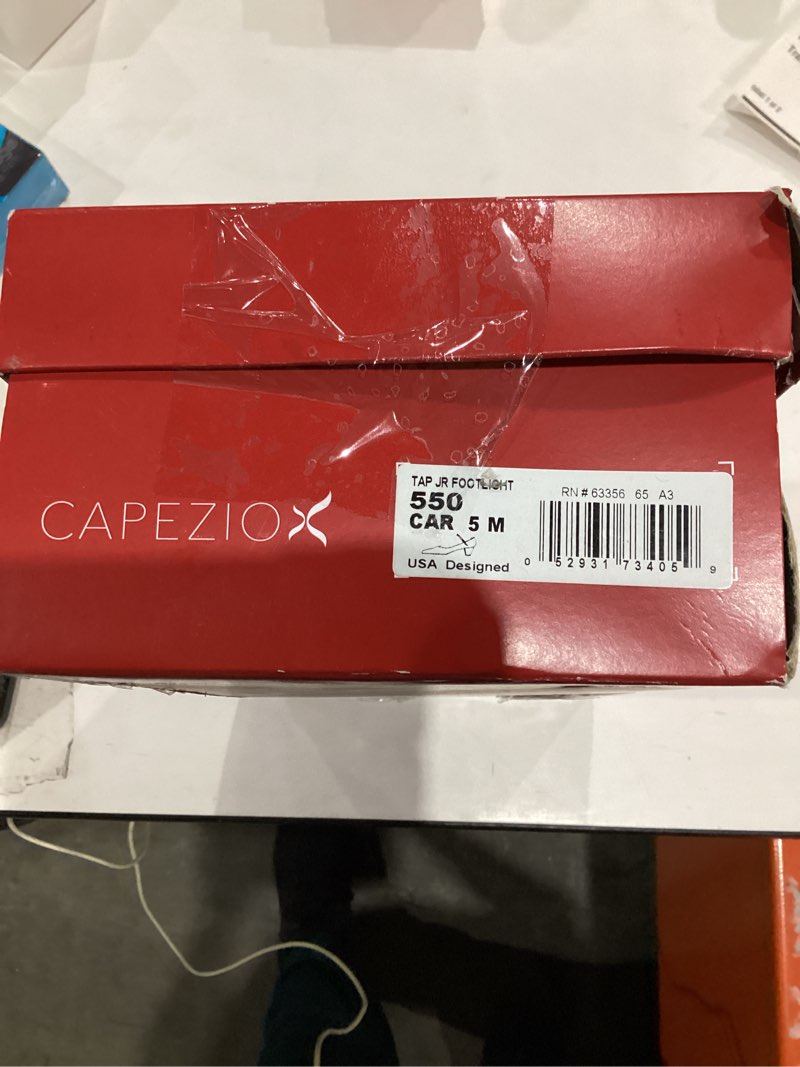 CAPEZIO
TAP JR FOOTLIGHT
550
CAR 5 M
USA Designed
RN # 63356 65 A3
0 52931 73405 9